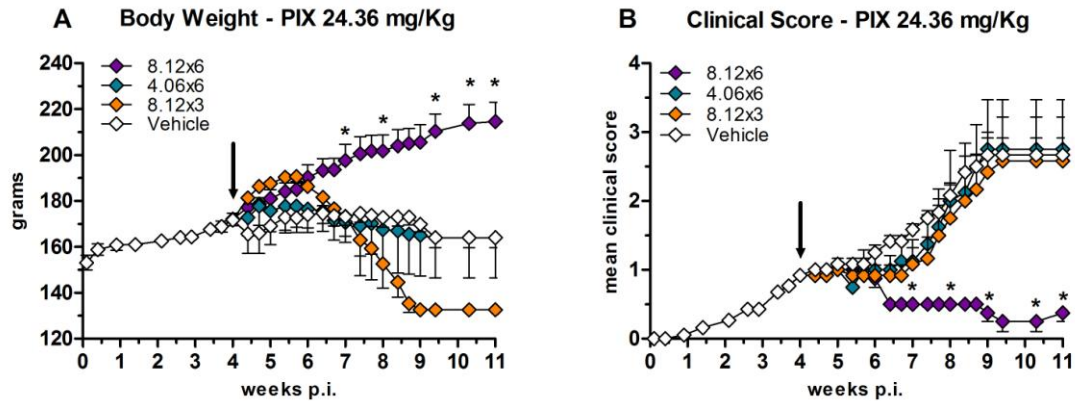 A Body Weight - PIX 24.36 mg/Kg
240
220
200
180
160
140
120
grams
8.12x6
4.06x6
8.12x3
Vehicle
* * * *
*
0 1 2 3 4 5 6 7 8 9 10 11
weeks p.i.
B Clinical Score - PIX 24.36 mg/Kg
4
3
2
1
0
mean clinical score
8.12x6
4.06x6
8.12x3
Vehicle
* * * * *
0 1 2 3 4 5 6 7 8 9 10 11
weeks p.i.